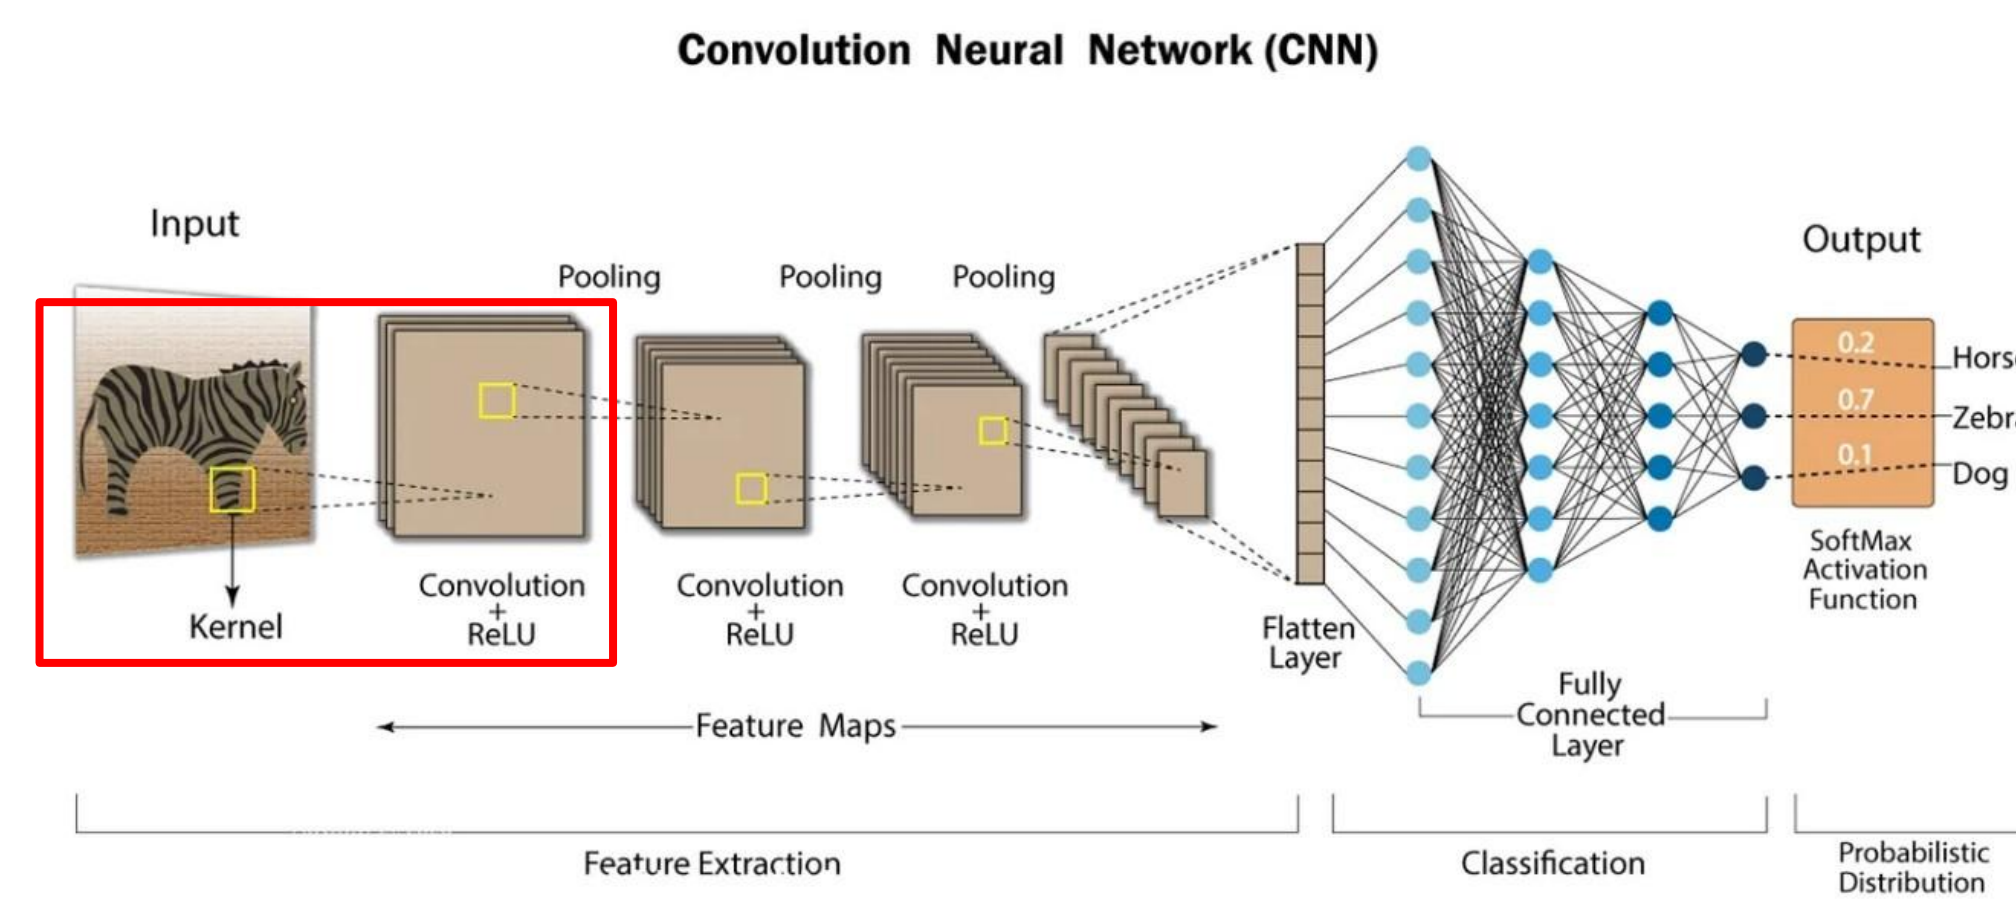 Convolution Neural Network (CNN)
Input
Output
Pooling
Pooling
Pooling
0.2
0.7
0.1
Dog
Kernel
Convolution
+
ReLU
Convolution
+
ReLU
Convolution
+
ReLU
Flatten
Layer
SoftMax
Activation
Function
Fully
Connected
Layer
Feature Maps
Feature Extraction
Classification
Probabilistic
Distribution